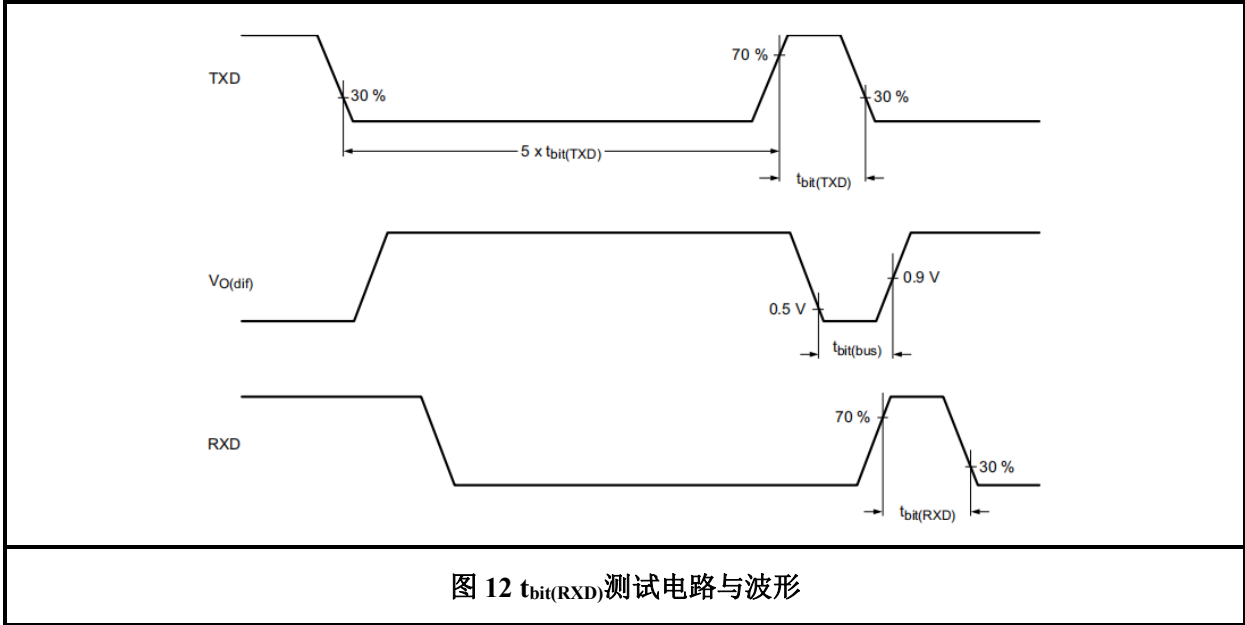 TXD
30 %
70 %
30 %
5 x tbit(TXD)
tbit(TXD)
VO(dif)
0.5 V
0.9 V
tbit(bus)
RXD
70 %
30 %
tbit(RXD)
图 12 tbit(RXD)测试电路与波形